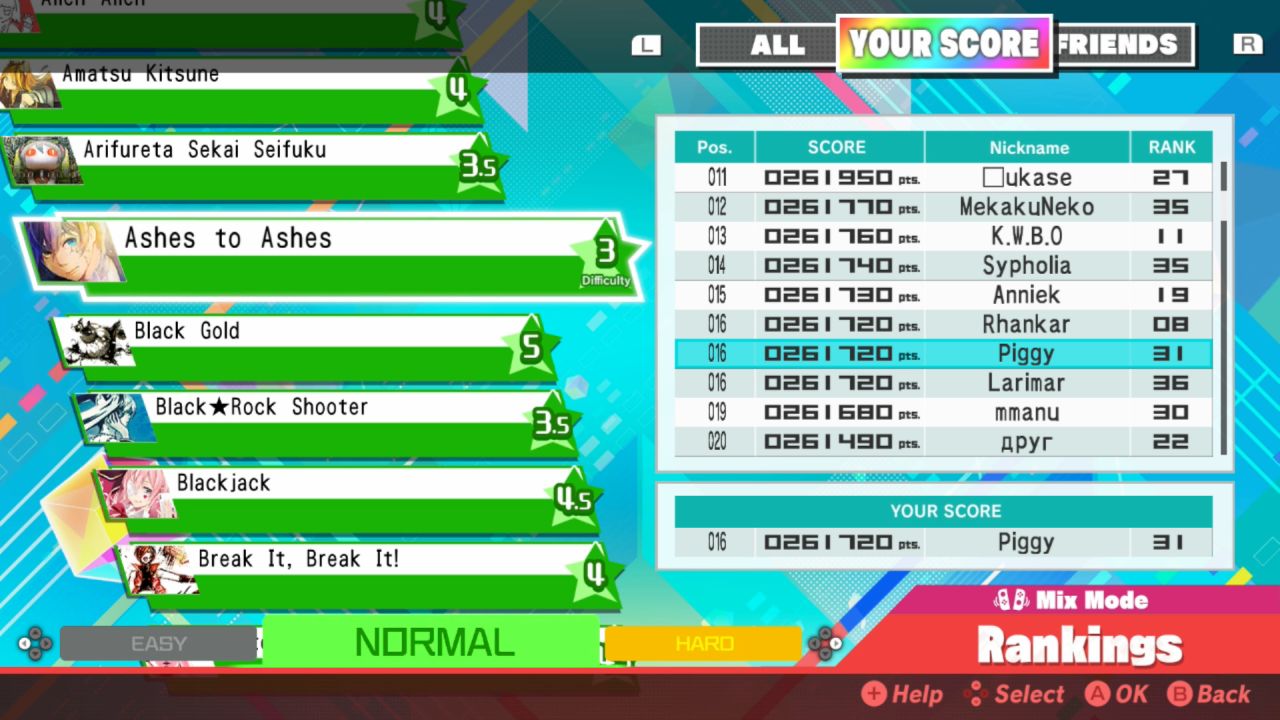 4
L
ALL
YOUR SCORE
FRIENDS
R
Amatsu Kitsune
4
Arifureta Sekai Seifuku
3.5
Ashes to Ashes
3
Difficulty
Black Gold
5
Black★Rock Shooter
3.5
Blackjack
4.5
Break It, Break It!
4
Pos. SCORE Nickname RANK
011 0261950 pts. □ukase 27
012 0261770 pts. MekakuNeko 35
013 0261760 pts. K.W.B.O 11
014 0261740 pts. Sypholia 35
015 0261730 pts. Anniek 19
016 0261720 pts. Rhankar 08
016 0261720 pts. Piggy 31
016 0261720 pts. Larimar 36
019 0261680 pts. mmanu 30
020 0261490 pts. друг 22
YOUR SCORE
016 0261720 pts. Piggy 31
Mix Mode
Rankings
EASY
NORMAL
HARD
+ Help Select A OK B Back